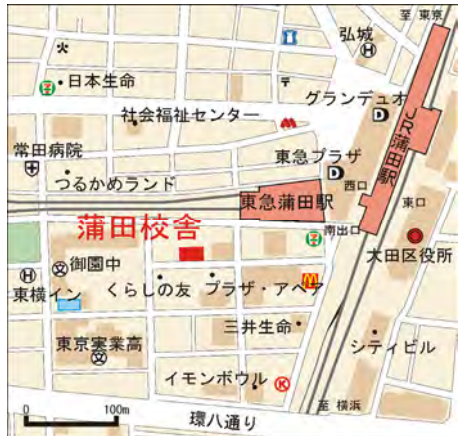 至 東京
弘城
H
日本生命
グランデュオ
社会福祉センター
D
JR蒲田駅
常田病院
東急プラザ
D
つるかめランド
西口
東急蒲田駅
東口
蒲田校舎
南出口
大田区役所
御園中
文
H
東横イン
くらしの友
プラザ・アペア
三井生命
東京実業高
文
シティビル
イモンボウル
K
0
100m
環八通り
至 横浜